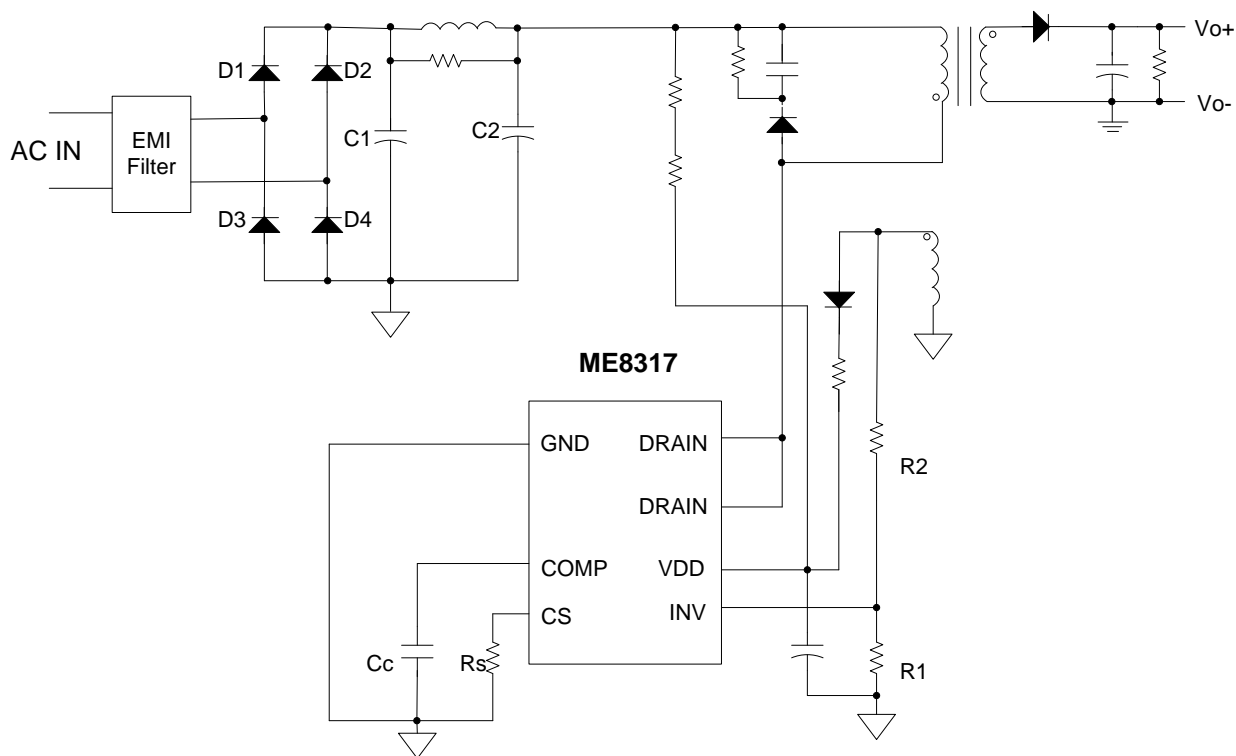 Vo+
D1
D2
EMI
Filter
C1
C2
Vo-
AC IN
D3
D4
ME8317
GND
DRAIN
R2
DRAIN
COMP
VDD
CS
INV
Cc
Rs
R1